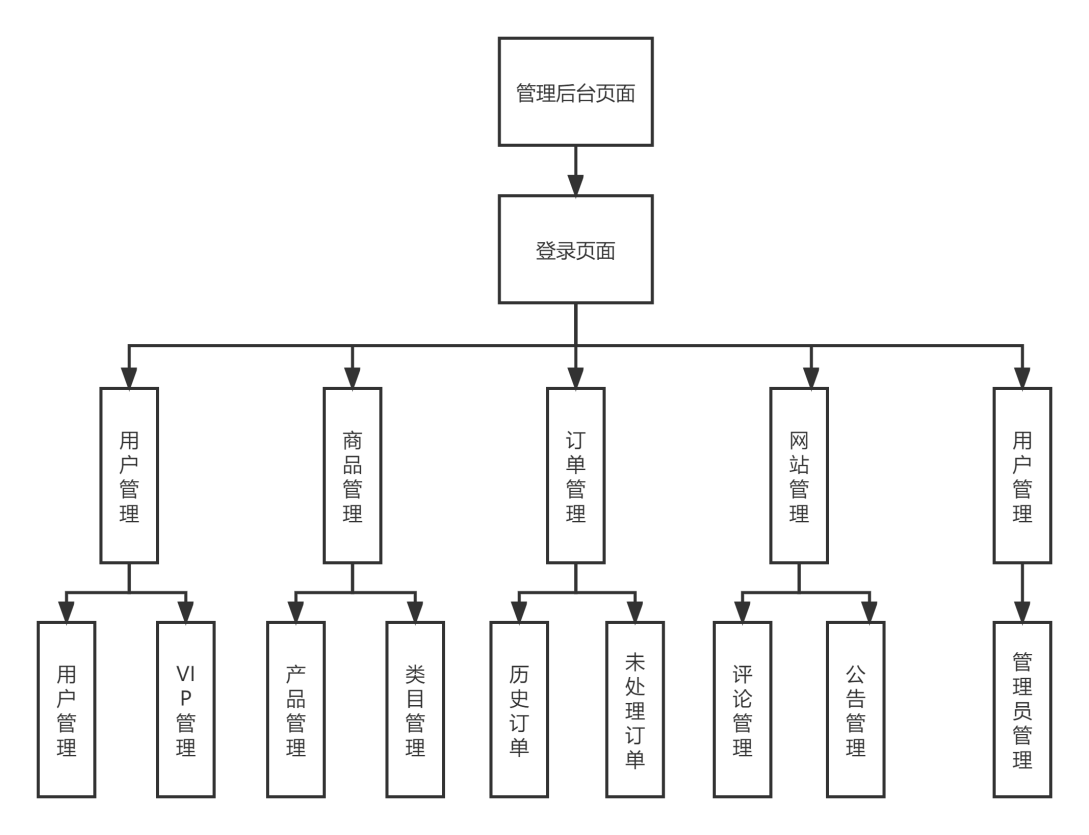 管理后台页面
登录页面
用户管理
商品管理
订单管理
网站管理
用户管理
用户管理
VIP管理
产品管理
类目管理
历史订单
未处理订单
评论管理
公告管理
管理员管理